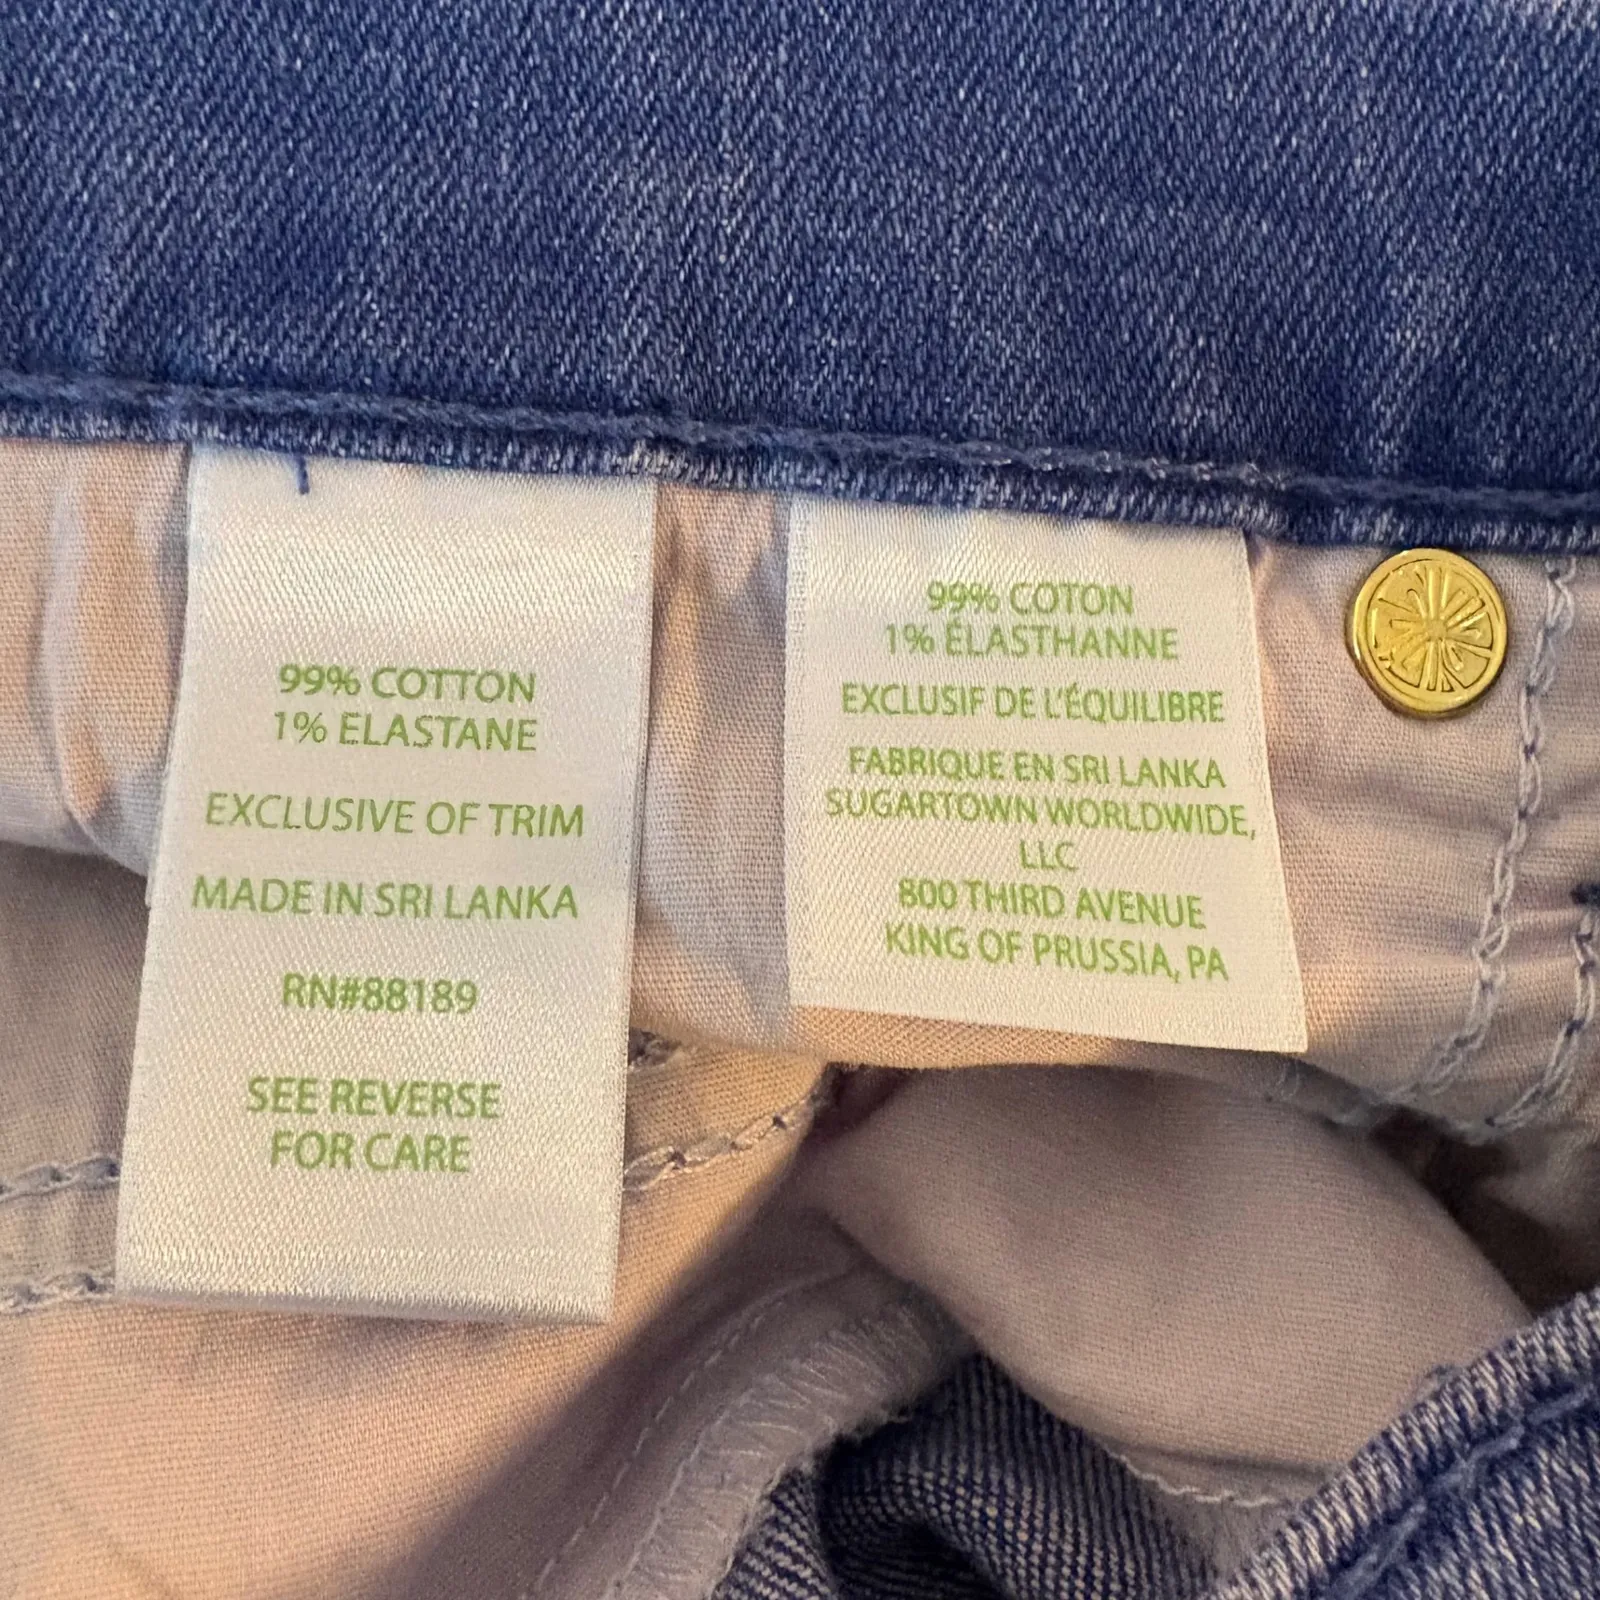 99% COTTON
1% ELASTANE
EXCLUSIVE OF TRIM
MADE IN SRI LANKA
RN#88189
SEE REVERSE
FOR CARE
99% COTON
1% ÉLASTHANNE
EXCLUSIF DE L'ÉQUILIBRE
FABRIQUE EN SRI LANKA
SUGARTOWN WORLDWIDE,
LLC
800 THIRD AVENUE
KING OF PRUSSIA, PA